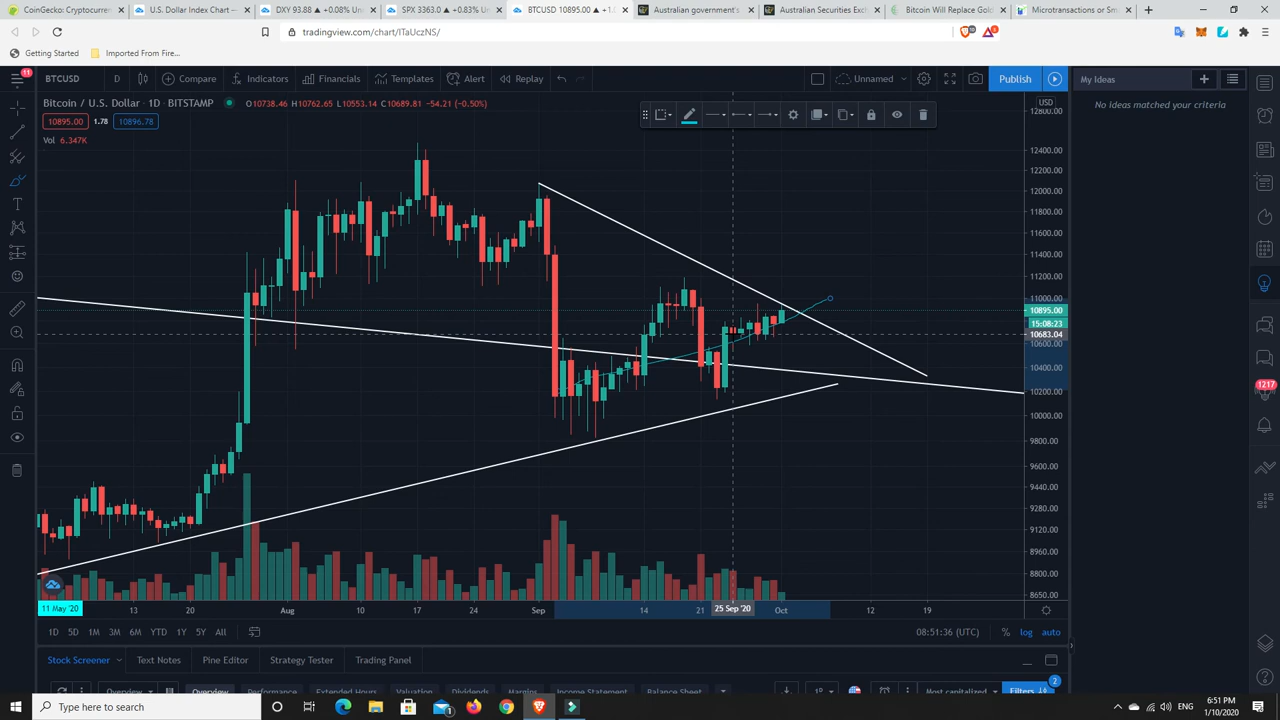 CoinGecko: Cryptocurren
U.S. Dollar Index Chart —
DXY 93.88 ▲ +0.08% Un
SPX 3363.0 ▲ +0.83% U
BTCUSD 10895.00 ▲ +1.
Australian government's
Australian Securities Exc
Bitcoin Will Replace Gold
Microtransactions or Sm
tradingview.com/chart/ITaUczNS/
Getting Started
Imported From Fire...
11
BTCUSD
D
Compare
Indicators
Financials
Templates
Alert
Replay
Unnamed
Publish
My Ideas
No ideas matched your criteria
Bitcoin / U.S. Dollar · 1D · BITSTAMP
O10738.46 H10762.65 L10553.14 C10689.81 −54.21 (−0.50%)
10895.00
1.78
10896.78
Vol 6.347K
USD
12800.00
12400.00
12000.00
11800.00
11600.00
11400.00
11200.00
11000.00
10895.00
15:08:23
10683.04
10600.00
10400.00
10200.00
10000.00
9800.00
9600.00
9440.00
9280.00
9120.00
8960.00
8800.00
8650.00
1217
11 May '20
13
20
Aug
10
17
24
Sep
14
21
25 Sep '20
Oct
12
19
1D
5D
1M
3M
6M
YTD
1Y
5Y
All
08:51:36 (UTC)
%
log
auto
Stock Screener
Text Notes
Pine Editor
Strategy Tester
Trading Panel
Overview
Overview
Performance
Extended Hours
Valuation
Dividends
Margins
Income Statement
Balance Sheet
Most capitalized
Filters
2
Type here to search
ENG
6:51 PM
1/10/2020